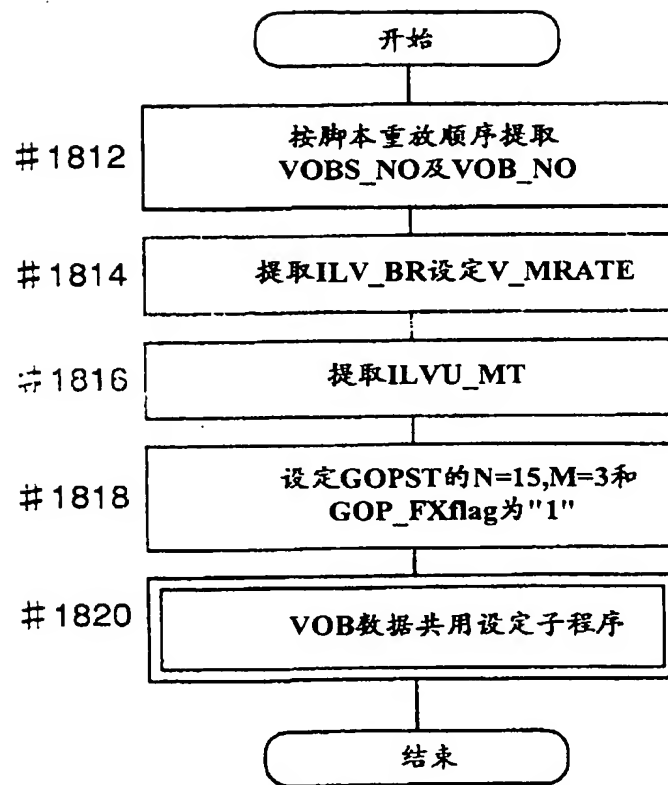 开始
#1812
按脚本重放顺序提取
VOBS_NO及VOB_NO
#1814
提取ILV_BR设定V_MRATE
#1816
提取ILVU_MT
#1818
设定GOPST的N=15,M=3和
GOP_FXflag为"1"
#1820
VOB数据共用设定子程序
结束